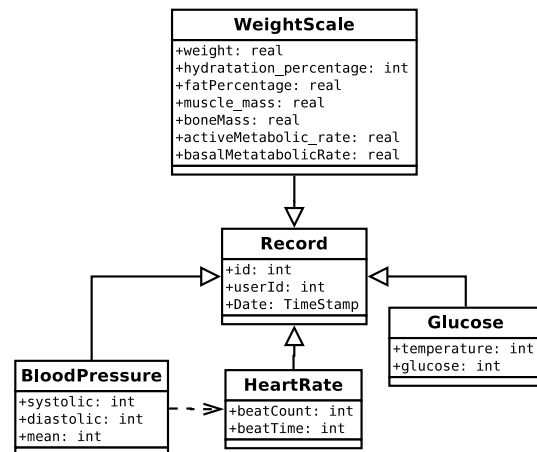 WeightScale
+weight: real
+hydratation_percentage: int
+fatPercentage: real
+muscle_mass: real
+boneMass: real
+activeMetabolic_rate: real
+basalMetatabolicRate: real
Record
+id: int
+userId: int
+Date: TimeStamp
Glucose
+temperature: int
+glucose: int
BloodPressure
+systolic: int
+diastolic: int
+mean: int
HeartRate
+beatCount: int
+beatTime: int